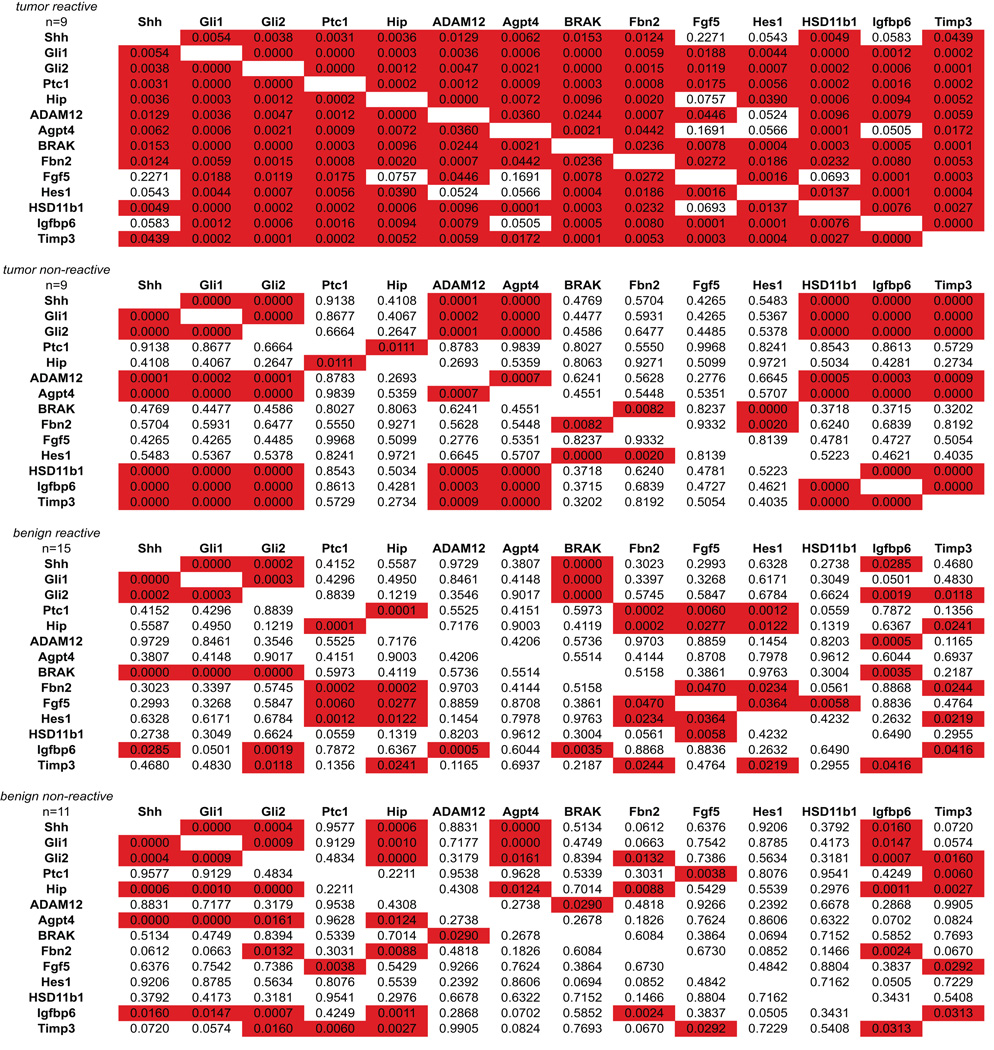 tumor reactive
n=9 Shh Gli1 Gli2 Ptc1 Hip ADAM12 Agpt4 BRAK Fbn2 Fgf5 Hes1 HSD11b1 Igfbp6 Timp3
Shh 0.0054 0.0038 0.0031 0.0036 0.0129 0.0062 0.0153 0.0124 0.2271 0.0543 0.0049 0.0583 0.0439
Gli1 0.0054 0.0000 0.0000 0.0003 0.0036 0.0006 0.0000 0.0059 0.0188 0.0044 0.0000 0.0012 0.0002
Gli2 0.0038 0.0000 0.0000 0.0012 0.0047 0.0021 0.0000 0.0015 0.0119 0.0007 0.0002 0.0006 0.0001
Ptc1 0.0031 0.0000 0.0000 0.0002 0.0012 0.0009 0.0003 0.0008 0.0175 0.0056 0.0002 0.0016 0.0002
Hip 0.0036 0.0003 0.0012 0.0002 0.0000 0.0072 0.0096 0.0020 0.0757 0.0390 0.0006 0.0094 0.0052
ADAM12 0.0129 0.0036 0.0047 0.0012 0.0000 0.0360 0.0244 0.0007 0.0446 0.0524 0.0096 0.0079 0.0059
Agpt4 0.0062 0.0006 0.0021 0.0009 0.0072 0.0360 0.0021 0.0442 0.1691 0.0566 0.0001 0.0505 0.0172
BRAK 0.0153 0.0000 0.0000 0.0003 0.0096 0.0244 0.0021 0.0236 0.0078 0.0004 0.0003 0.0005 0.0001
Fbn2 0.0124 0.0059 0.0015 0.0008 0.0020 0.0007 0.0442 0.0236 0.0272 0.0186 0.0232 0.0080 0.0053
Fgf5 0.2271 0.0188 0.0119 0.0175 0.0757 0.0446 0.1691 0.0078 0.0272 0.0016 0.0693 0.0001 0.0003
Hes1 0.0543 0.0044 0.0007 0.0056 0.0390 0.0524 0.0566 0.0004 0.0186 0.0016 0.0137 0.0001 0.0004
HSD11b1 0.0049 0.0000 0.0002 0.0002 0.0006 0.0096 0.0001 0.0003 0.0232 0.0693 0.0137 0.0076 0.0027
Igfbp6 0.0583 0.0012 0.0006 0.0016 0.0094 0.0079 0.0505 0.0005 0.0080 0.0001 0.0001 0.0076 0.0000
Timp3 0.0439 0.0002 0.0001 0.0002 0.0052 0.0059 0.0172 0.0001 0.0053 0.0003 0.0004 0.0027 0.0000
tumor non-reactive
n=9 Shh Gli1 Gli2 Ptc1 Hip ADAM12 Agpt4 BRAK Fbn2 Fgf5 Hes1 HSD11b1 Igfbp6 Timp3
Shh 0.0000 0.0000 0.9138 0.4108 0.0001 0.0000 0.4769 0.5704 0.4265 0.5483 0.0000 0.0000 0.0000
Gli1 0.0000 0.0000 0.8677 0.4067 0.0002 0.0000 0.4477 0.5931 0.4265 0.5367 0.0000 0.0000 0.0000
Gli2 0.0000 0.0000 0.6664 0.2647 0.0001 0.0000 0.4586 0.6477 0.4485 0.5378 0.0000 0.0000 0.0000
Ptc1 0.9138 0.8677 0.6664 0.0111 0.8783 0.9839 0.8027 0.5550 0.9968 0.8241 0.8543 0.8613 0.5729
Hip 0.4108 0.4067 0.2647 0.0111 0.2693 0.5359 0.8063 0.9271 0.5099 0.9721 0.5034 0.4281 0.2734
ADAM12 0.0001 0.0002 0.0001 0.8783 0.2693 0.0007 0.6241 0.5628 0.2776 0.6645 0.0005 0.0003 0.0009
Agpt4 0.0000 0.0000 0.0000 0.9839 0.5359 0.0007 0.4551 0.5448 0.5351 0.5707 0.0000 0.0000 0.0000
BRAK 0.4769 0.4477 0.4586 0.8027 0.8063 0.6241 0.4551 0.0082 0.8237 0.0000 0.3718 0.3715 0.3202
Fbn2 0.5704 0.5931 0.6477 0.5550 0.9271 0.5628 0.5448 0.0082 0.9332 0.0020 0.6240 0.6839 0.8192
Fgf5 0.4265 0.4265 0.4485 0.9968 0.5099 0.2776 0.5351 0.8237 0.9332 0.8139 0.4781 0.4727 0.5054
Hes1 0.5483 0.5367 0.5378 0.8241 0.9721 0.6645 0.5707 0.0000 0.0020 0.8139 0.5223 0.4621 0.4035
HSD11b1 0.0000 0.0000 0.0000 0.8543 0.5034 0.0005 0.0000 0.3718 0.6240 0.4781 0.5223 0.0000 0.0000
Igfbp6 0.0000 0.0000 0.0000 0.8613 0.4281 0.0003 0.0000 0.3715 0.6839 0.4727 0.4621 0.0000 0.0000
Timp3 0.0000 0.0000 0.0000 0.5729 0.2734 0.0009 0.0000 0.3202 0.8192 0.5054 0.4035 0.0000 0.0000
benign reactive
n=15 Shh Gli1 Gli2 Ptc1 Hip ADAM12 Agpt4 BRAK Fbn2 Fgf5 Hes1 HSD11b1 Igfbp6 Timp3
Shh 0.0000 0.0002 0.4152 0.5587 0.9729 0.3807 0.0000 0.3023 0.2993 0.6328 0.2738 0.0285 0.4680
Gli1 0.0000 0.0003 0.4296 0.4950 0.8461 0.4148 0.0000 0.3397 0.3268 0.6171 0.3049 0.0501 0.4830
Gli2 0.0002 0.0003 0.8839 0.1219 0.3546 0.9017 0.0000 0.5745 0.5847 0.6784 0.6624 0.0019 0.0118
Ptc1 0.4152 0.4296 0.8839 0.0001 0.5525 0.4151 0.5973 0.0002 0.0060 0.0012 0.0559 0.7872 0.1356
Hip 0.5587 0.4950 0.1219 0.0001 0.7176 0.9003 0.4119 0.0002 0.0277 0.0122 0.1319 0.6367 0.0241
ADAM12 0.9729 0.8461 0.3546 0.5525 0.7176 0.4206 0.5736 0.9703 0.8859 0.1454 0.8203 0.0005 0.1165
Agpt4 0.3807 0.4148 0.9017 0.4151 0.9003 0.4206 0.5514 0.4144 0.8708 0.7978 0.9612 0.6044 0.6937
BRAK 0.0000 0.0000 0.0000 0.5973 0.4119 0.5736 0.5514 0.5158 0.3861 0.9763 0.3004 0.0035 0.2187
Fbn2 0.3023 0.3397 0.5745 0.0002 0.0002 0.9703 0.4144 0.5158 0.0470 0.0234 0.0561 0.8868 0.0244
Fgf5 0.2993 0.3268 0.5847 0.0060 0.0277 0.8859 0.8708 0.3861 0.0470 0.0364 0.0058 0.8836 0.4764
Hes1 0.6328 0.6171 0.6784 0.0012 0.0122 0.1454 0.7978 0.9763 0.0234 0.0364 0.4232 0.2632 0.0219
HSD11b1 0.2738 0.3049 0.6624 0.0559 0.1319 0.8203 0.9612 0.3004 0.0561 0.0058 0.4232 0.6490 0.2955
Igfbp6 0.0285 0.0501 0.0019 0.7872 0.6367 0.0005 0.6044 0.0035 0.8868 0.8836 0.2632 0.6490 0.0416
Timp3 0.4680 0.4830 0.0118 0.1356 0.0241 0.1165 0.6937 0.2187 0.0244 0.4764 0.0219 0.2955 0.0416
benign non-reactive
n=11 Shh Gli1 Gli2 Ptc1 Hip ADAM12 Agpt4 BRAK Fbn2 Fgf5 Hes1 HSD11b1 Igfbp6 Timp3
Shh 0.0000 0.0004 0.9577 0.0006 0.8831 0.0000 0.5134 0.0612 0.6376 0.9206 0.3792 0.0160 0.0720
Gli1 0.0000 0.0009 0.9129 0.0010 0.7177 0.0000 0.4749 0.0663 0.7542 0.8785 0.4173 0.0147 0.0574
Gli2 0.0004 0.0009 0.4834 0.0000 0.3179 0.0161 0.8394 0.0132 0.7386 0.5634 0.3181 0.0007 0.0160
Ptc1 0.9577 0.9129 0.4834 0.2211 0.9538 0.9628 0.5339 0.3031 0.0038 0.8076 0.9541 0.4249 0.0060
Hip 0.0006 0.0010 0.0000 0.2211 0.4308 0.0124 0.7014 0.0088 0.5429 0.5539 0.2976 0.0011 0.0027
ADAM12 0.8831 0.7177 0.3179 0.9538 0.4308 0.2738 0.0290 0.4818 0.9266 0.2392 0.6678 0.2868 0.9905
Agpt4 0.0000 0.0000 0.0161 0.9628 0.0124 0.2738 0.2678 0.1826 0.7624 0.8606 0.6322 0.0702 0.0824
BRAK 0.5134 0.4749 0.8394 0.5339 0.7014 0.0290 0.2678 0.6084 0.3864 0.0694 0.7152 0.5852 0.7693
Fbn2 0.0612 0.0663 0.0132 0.3031 0.0088 0.4818 0.1826 0.6084 0.6730 0.0852 0.1466 0.0024 0.0670
Fgf5 0.6376 0.7542 0.7386 0.0038 0.5429 0.9266 0.7624 0.3864 0.6730 0.4842 0.8804 0.3837 0.0292
Hes1 0.9206 0.8785 0.5634 0.8076 0.5539 0.2392 0.8606 0.0694 0.0852 0.4842 0.7162 0.0505 0.7229
HSD11b1 0.3792 0.4173 0.3181 0.9541 0.2976 0.6678 0.6322 0.7152 0.1466 0.8804 0.7162 0.3431 0.5408
Igfbp6 0.0160 0.0147 0.0007 0.4249 0.0011 0.2868 0.0702 0.5852 0.0024 0.3837 0.0505 0.3431 0.0313
Timp3 0.0720 0.0574 0.0160 0.0060 0.0027 0.9905 0.0824 0.7693 0.0670 0.0292 0.7229 0.5408 0.0313